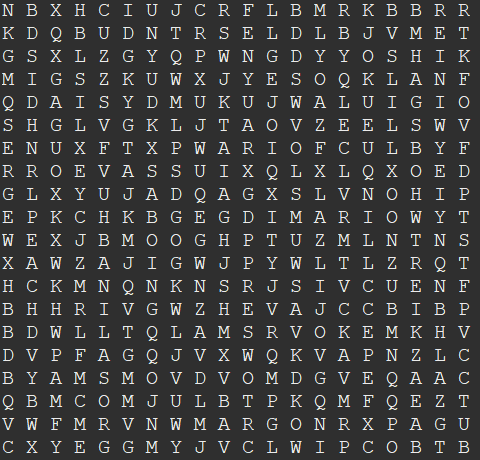 N B X H C I U J C R F L B M R K B B R R
K D Q B U D N T R S E L D L B J V M E T
G S X L Z G Y Q P W N G D Y Y O S H I K
M I G S Z K U W X J Y E S O Q K L A N F
Q D A I S Y D M U K U J W A L U I G I O
S H G L V G K L J T A O V Z E E L S W V
E N U X F T X P W A R I O F C U L B Y F
R R O E V A S S U I X Q L X L Q X O E D
G L X Y U J A D Q A G X S L V N O H I P
E P K C H K B G E G D I M A R I O W Y T
W E X J B M O O G H P T U Z M L N T N S
X A W Z A J I G W J P Y W L T L Z R Q T
H C K M N Q N K N S R J S I V C U E N F
B H H R I V G W Z H E V A J C C B I B P
B D W L L T Q L A M S R V O K E M K H V
D V P F A G Q J V X W Q K V A P N Z L C
B Y A M S M O V D V O M D G V E Q A A C
Q B M C O M J U L B T P K Q M F Q E Z T
V W F M R V N W M A R G O N R X P A G U
C X Y E G G M Y J V C L W I P C O B T B